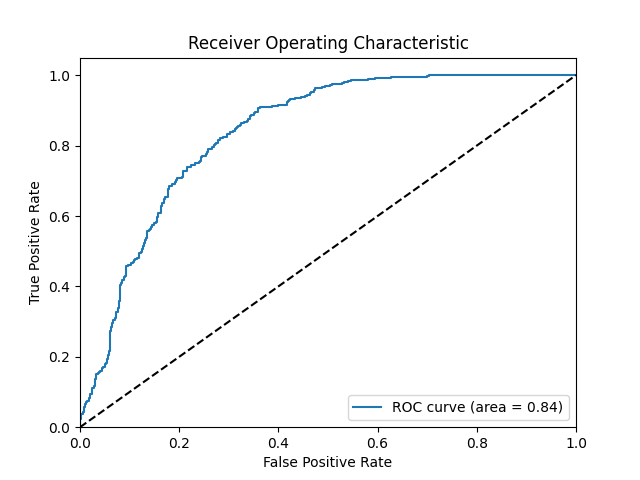 Receiver Operating Characteristic
True Positive Rate
1.0
0.8
0.6
0.4
0.2
0.0
ROC curve (area = 0.84)
0.0 0.2 0.4 0.6 0.8 1.0
False Positive Rate